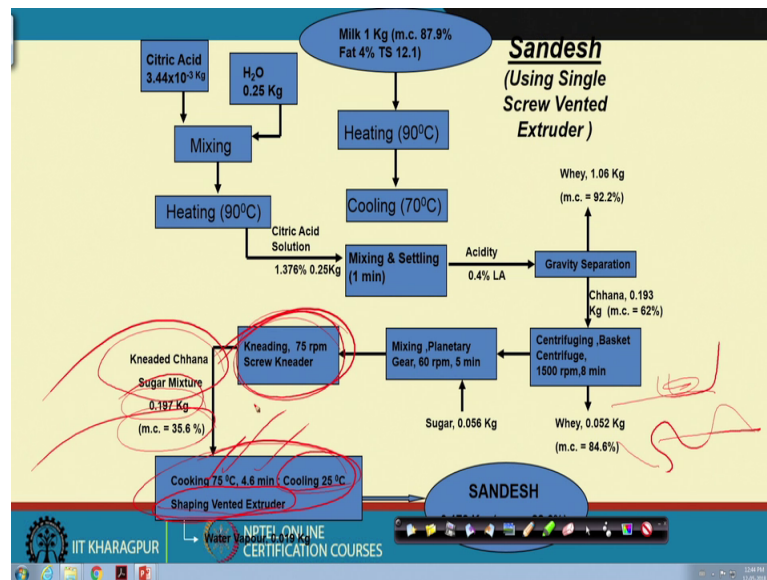 Milk 1 Kg (m.c. 87.9%
Fat 4% TS 12.1)
Sandesh
(Using Single
Screw Vented
Extruder )
Citric Acid
3.44x10-3 Kg
H2O
0.25 Kg
Mixing
Heating (90⁰C)
Heating (90⁰C)
Cooling (70⁰C)
Citric Acid
Solution
1.376% 0.25Kg
Mixing & Settling
(1 min)
Acidity
0.4% LA
Whey, 1.06 Kg
(m.c. = 92.2%)
Gravity Separation
Chhana, 0.193
Kg (m.c. = 62%)
Centrifuging ,Basket
Centrifuge,
1500 rpm,8 min
Whey, 0.052 Kg
(m.c. = 84.6%)
Mixing ,Planetary
Gear, 60 rpm, 5 min
Sugar, 0.056 Kg
Kneading, 75 rpm
Screw Kneader
Kneaded Chhana
Sugar Mixture
0.197 Kg
(m.c. = 35.6 %)
Cooking 75 ⁰C, 4.6 min ; Cooling 25 ⁰C
Shaping Vented Extruder
SANDESH
Water Vapour, 0.019 Kg
IIT KHARAGPUR
NPTEL ONLINE
CERTIFICATION COURSES